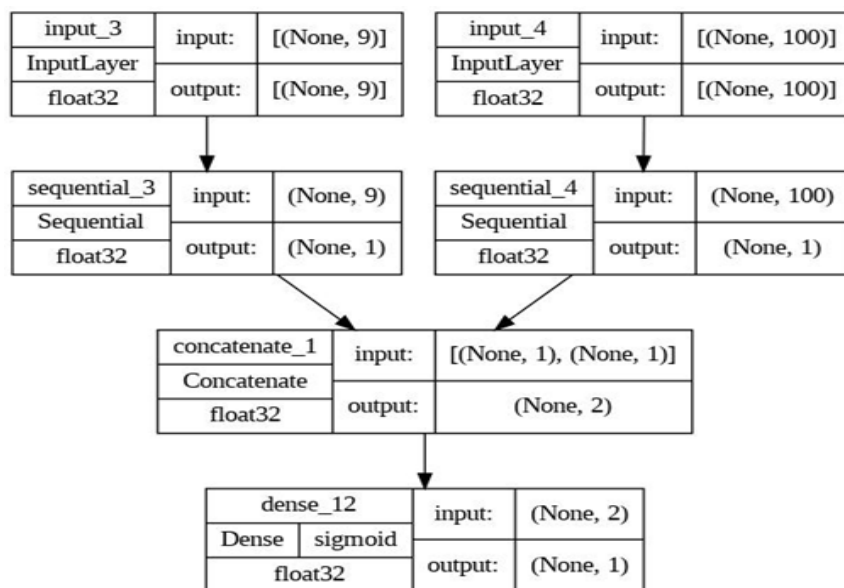 input_3
InputLayer
float32
input:
[(None, 9)]
output:
[(None, 9)]
input_4
InputLayer
float32
input:
[(None, 100)]
output:
[(None, 100)]
sequential_3
Sequential
float32
input:
(None, 9)
output:
(None, 1)
sequential_4
Sequential
float32
input:
(None, 100)
output:
(None, 1)
concatenate_1
Concatenate
float32
input:
[(None, 1), (None, 1)]
output:
(None, 2)
dense_12
Dense
sigmoid
float32
input:
(None, 2)
output:
(None, 1)